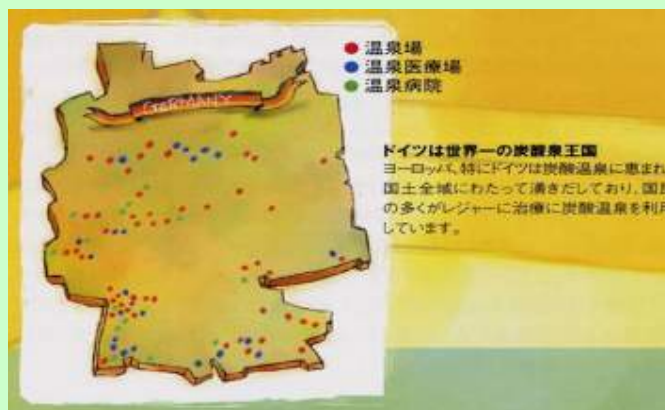 GERMANY
温泉場
温泉医療場
温泉病院
ドイツは世界一の炭酸泉王国
ヨーロッパ、特にドイツは炭酸温泉に恵まれ
国土全域にわたって湧きだしており、国民
の多くがレジャーに治療に炭酸温泉を利用
しています。